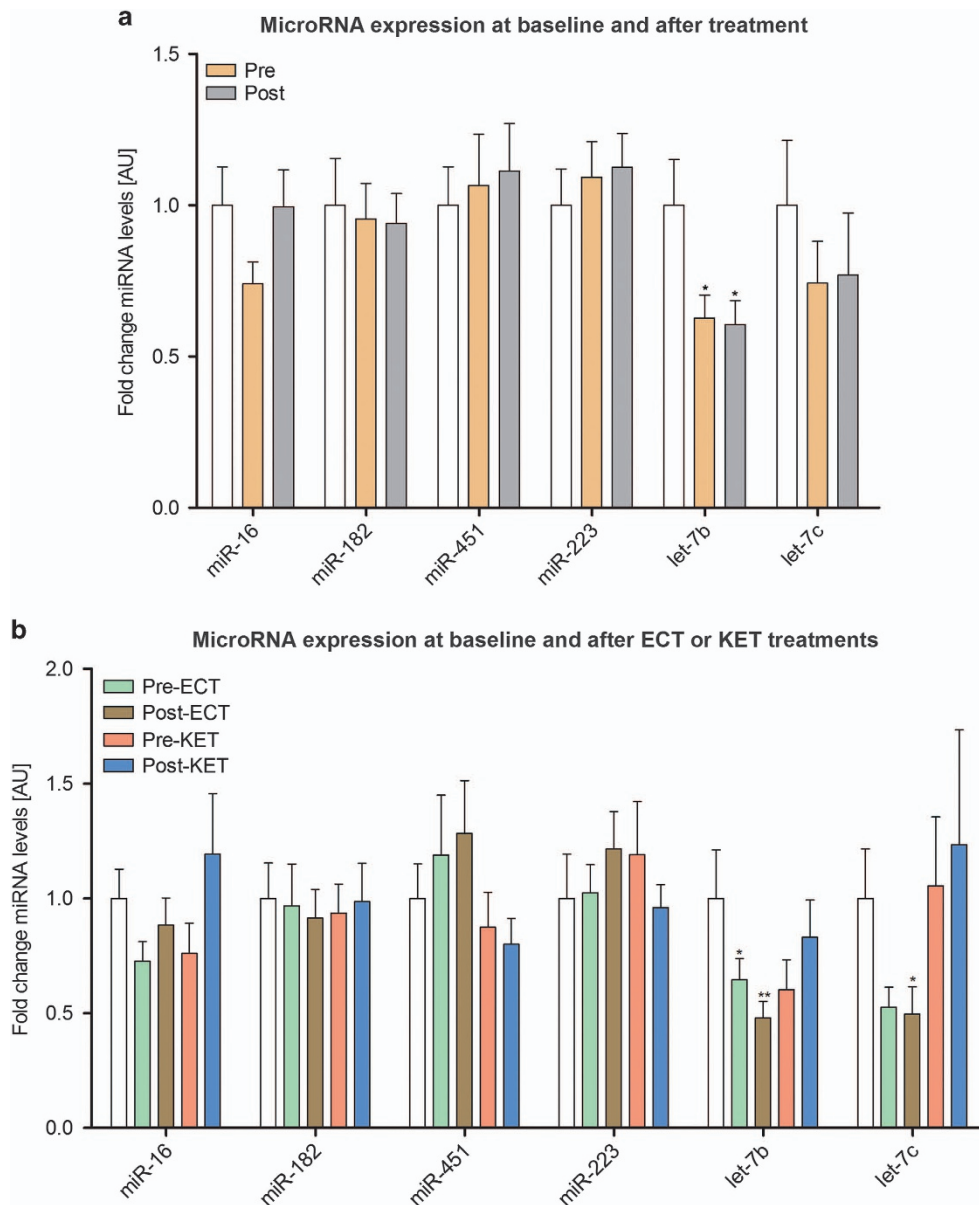 a
MicroRNA expression at baseline and after treatment
Fold change miRNA levels [AU]
1.5
1.0
0.5
0.0
Pre
Post
*
*
miR-16
miR-182
miR-451
miR-223
let-7b
let-7c
b
MicroRNA expression at baseline and after ECT or KET treatments
Fold change miRNA levels [AU]
2.0
1.5
1.0
0.5
0.0
Pre-ECT
Post-ECT
Pre-KET
Post-KET
*
**
*
miR-16
miR-182
miR-451
miR-223
let-7b
let-7c